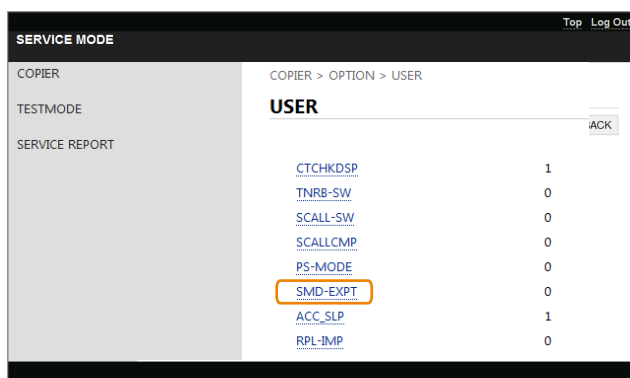 Top Log Out
SERVICE MODE
COPIER
TESTMODE
SERVICE REPORT
COPIER > OPTION > USER
USER
ACK
CTCHKDSP 1
TNRB-SW 0
SCALL-SW 0
SCALLCMP 0
PS-MODE 0
SMD-EXPT 0
ACC_SLP 1
RPL-IMP 0